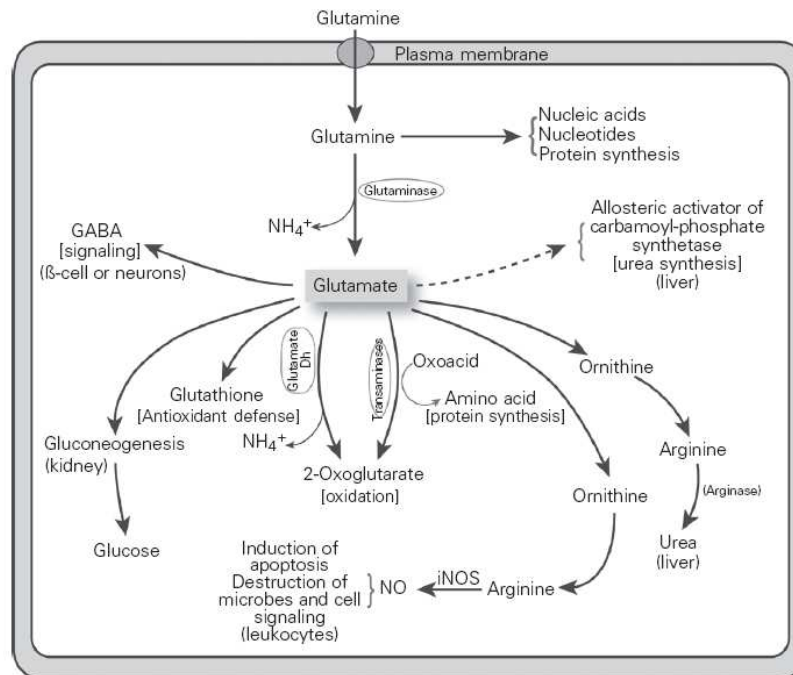 Glutamine
Plasma membrane
Glutamine
Nucleic acids
Nucleotides
Protein synthesis
Glutaminase
NH₄⁺
GABA
[signaling]
(ß-cell or neurons)
Allosteric activator of
carbamoyl-phosphate
synthetase
[urea synthesis]
(liver)
Glutamate
Glutamate
Dh
Transaminases
Oxoacid
Amino acid
[protein synthesis]
Ornithine
Glutathione
[Antioxidant defense]
NH₄⁺
Gluconeogenesis
(kidney)
2-Oxoglutarate
[oxidation]
Arginine
(Arginase)
Ornithine
Glucose
Urea
(liver)
Induction of
apoptosis
Destruction of
microbes and cell
signaling
(leukocytes)
NO
iNOS
Arginine